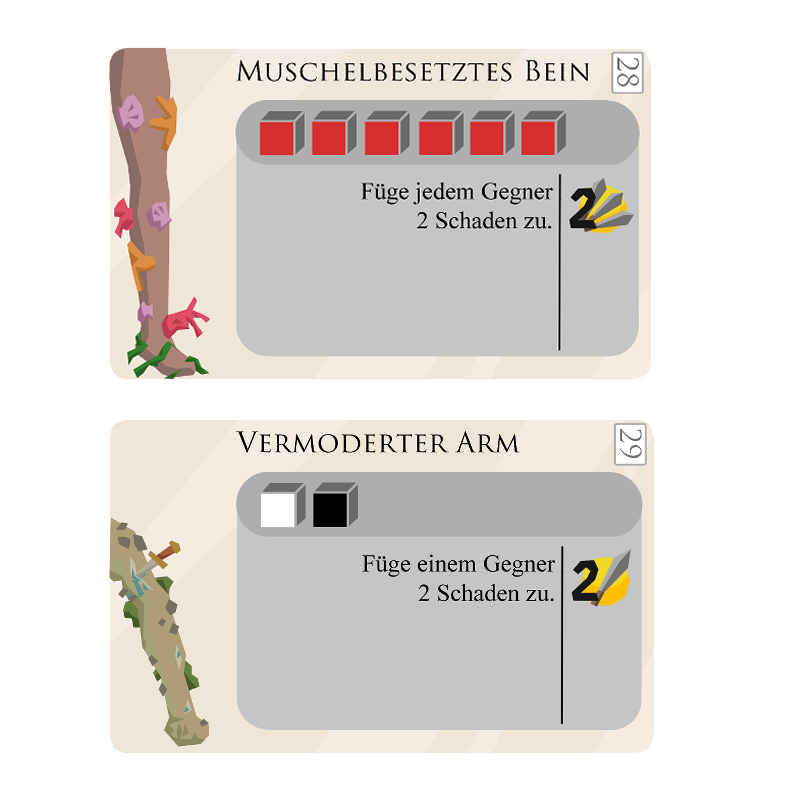 MUSCHELBESETZTES BEIN
28
Füge jedem Gegner
2 Schaden zu.
2
VERMODERTER ARM
29
Füge einem Gegner
2 Schaden zu.
2